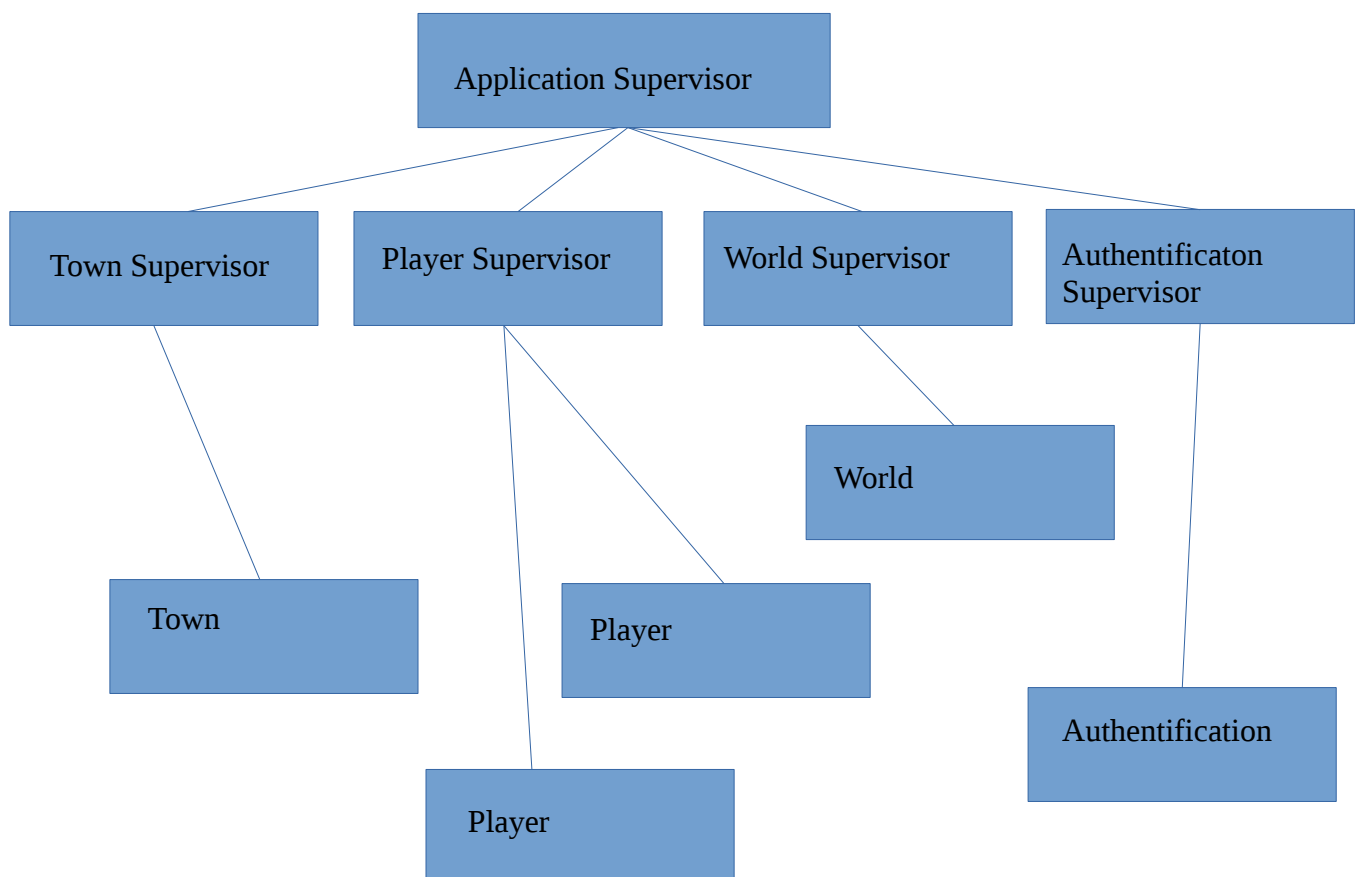 Application Supervisor
Town Supervisor
Player Supervisor
World Supervisor
Authentificaton
Supervisor
World
Town
Player
Authentification
Player